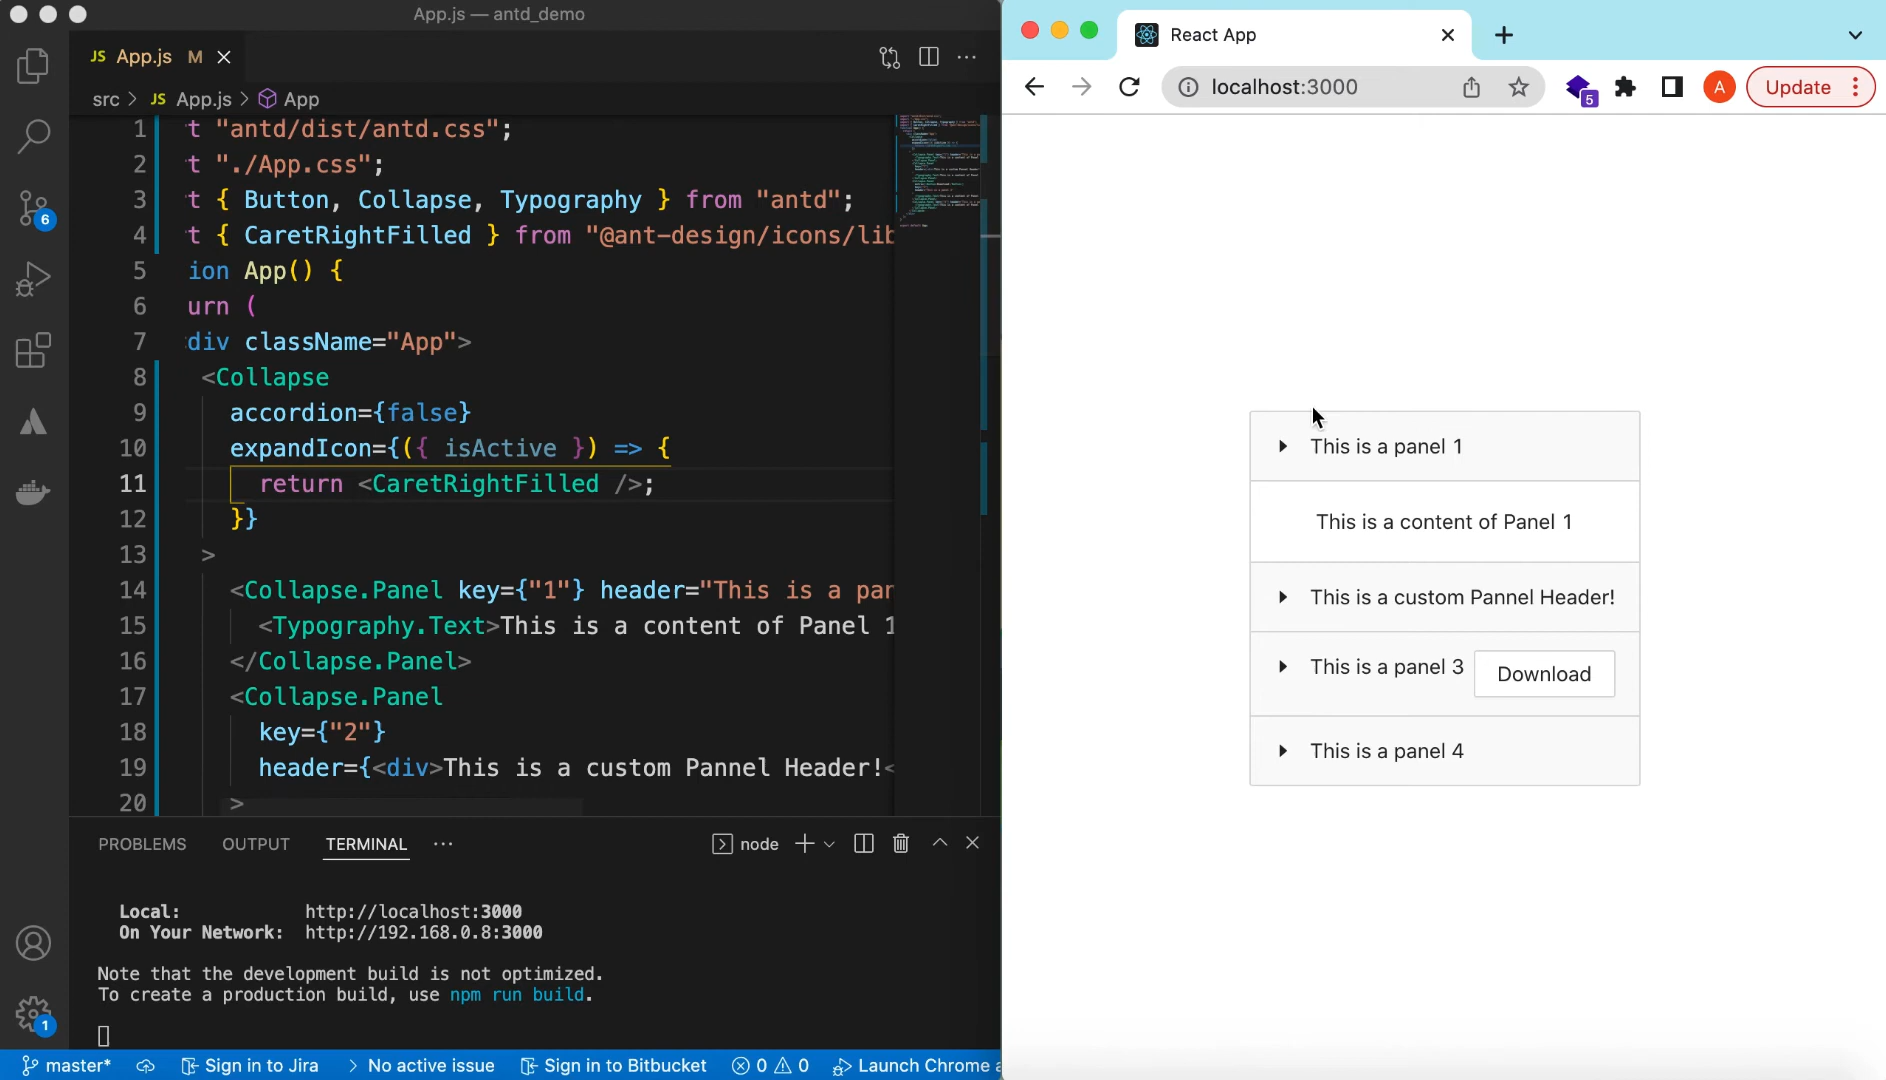 App.js — antd_demo
JS App.js M
src > JS App.js > App
1 t "antd/dist/antd.css";
2 t "./App.css";
3 t { Button, Collapse, Typography } from "antd";
4 t { CaretRightFilled } from "@ant-design/icons/lib
5 ion App() {
6 urn (
7 div className="App">
8 <Collapse
9 accordion={false}
10 expandIcon={({ isActive }) => {
11 return <CaretRightFilled />;
12 }}
13 >
14 <Collapse.Panel key={"1"} header="This is a pan
15 <Typography.Text>This is a content of Panel 1
16 </Collapse.Panel>
17 <Collapse.Panel
18 key={"2"}
19 header={<div>This is a custom Pannel Header!<
20 >
6
1
PROBLEMS OUTPUT TERMINAL ··· node
Local: http://localhost:3000
On Your Network: http://192.168.0.8:3000
Note that the development build is not optimized.
To create a production build, use npm run build.
master* Sign in to Jira > No active issue Sign in to Bitbucket 0 0 Launch Chrome a
React App
localhost:3000 5 A Update
This is a panel 1
This is a content of Panel 1
This is a custom Pannel Header!
This is a panel 3 Download
This is a panel 4